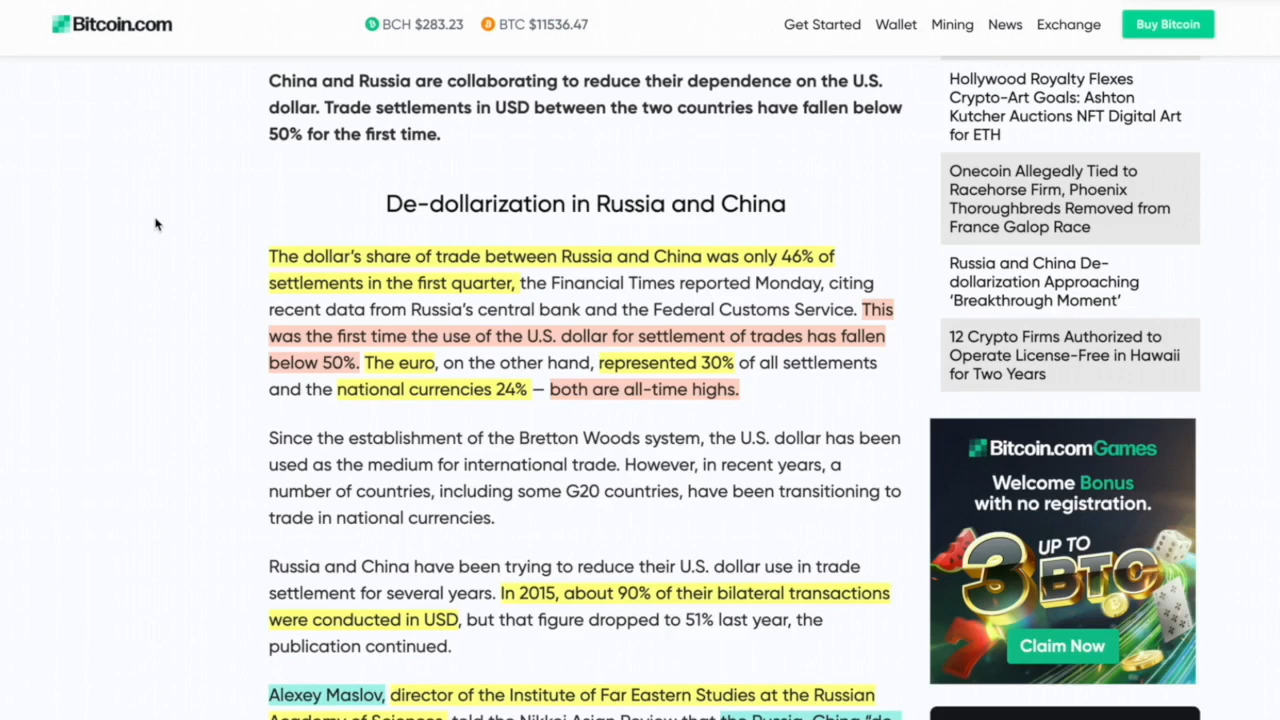 Bitcoin.com
BCH $283.23
BTC $11536.47
Get Started
Wallet
Mining
News
Exchange
Buy Bitcoin
China and Russia are collaborating to reduce their dependence on the U.S.
dollar. Trade settlements in USD between the two countries have fallen below
50% for the first time.
De-dollarization in Russia and China
The dollar's share of trade between Russia and China was only 46% of
settlements in the first quarter, the Financial Times reported Monday, citing
recent data from Russia's central bank and the Federal Customs Service. This
was the first time the use of the U.S. dollar for settlement of trades has fallen
below 50%. The euro, on the other hand, represented 30% of all settlements
and the national currencies 24% — both are all-time highs.
Since the establishment of the Bretton Woods system, the U.S. dollar has been
used as the medium for international trade. However, in recent years, a
number of countries, including some G20 countries, have been transitioning to
trade in national currencies.
Russia and China have been trying to reduce their U.S. dollar use in trade
settlement for several years. In 2015, about 90% of their bilateral transactions
were conducted in USD, but that figure dropped to 51% last year, the
publication continued.
Alexey Maslov, director of the Institute of Far Eastern Studies at the Russian
Academy of Sciences, told the Nikkei Asian Review that the Russia-China "de-
Hollywood Royalty Flexes
Crypto-Art Goals: Ashton
Kutcher Auctions NFT Digital Art
for ETH
Onecoin Allegedly Tied to
Racehorse Firm, Phoenix
Thoroughbreds Removed from
France Galop Race
Russia and China De-
dollarization Approaching
'Breakthrough Moment'
12 Crypto Firms Authorized to
Operate License-Free in Hawaii
for Two Years
Bitcoin.comGames
Welcome Bonus
with no registration.
UP TO
3 BTC
7
Claim Now